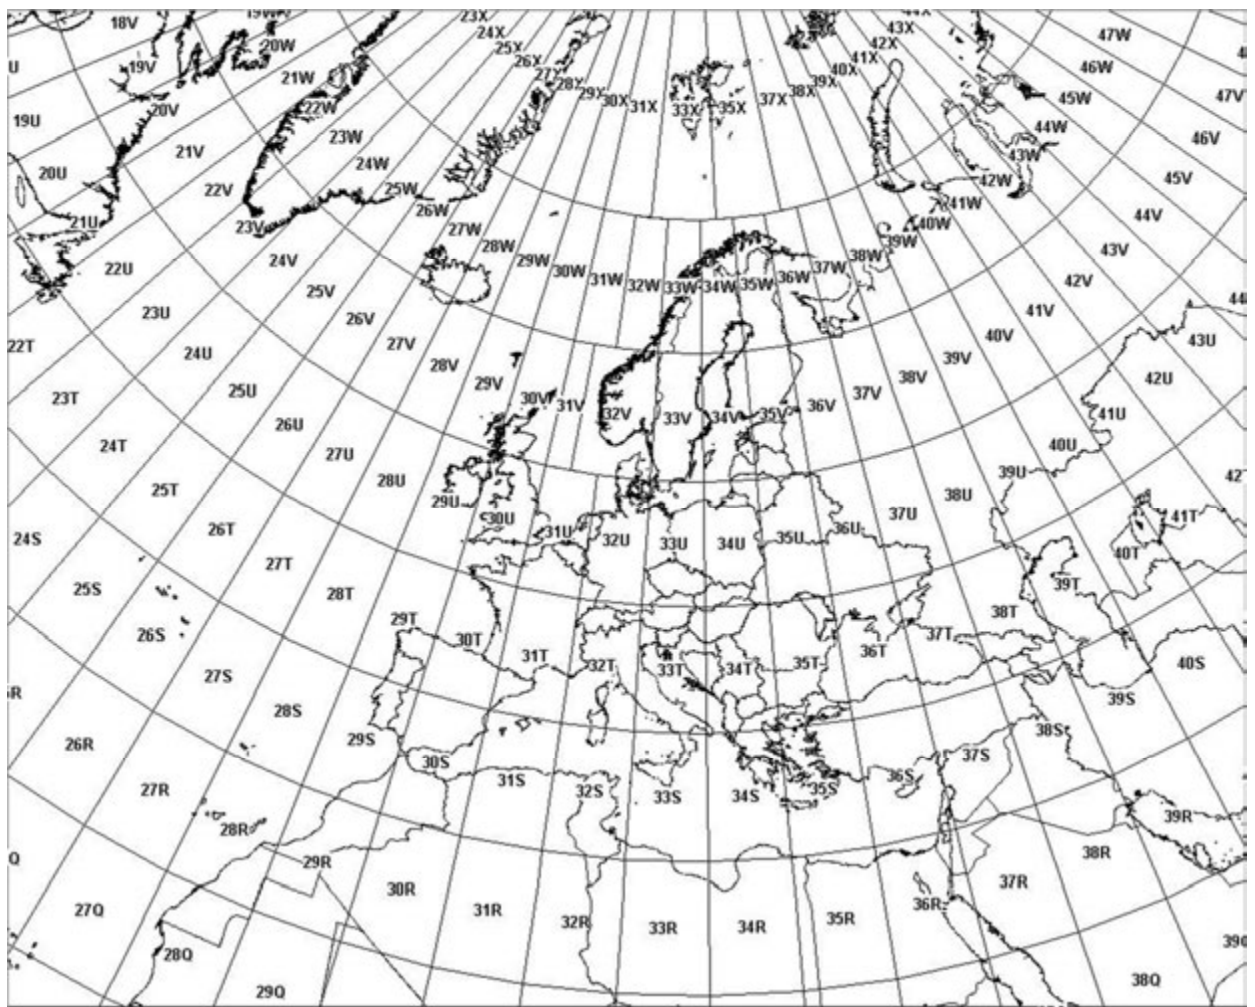 18V 19W 23X 44X
20W 24X 43X 47W
U 19V 21W 25X 42X 46W
20V 22W 26X 41X 45W 47V
19U 21V 23W 27X 28X 29X 30X 31X 33X 35X 37X 38X 39X 40X 44W 46V
20U 22V 24W 25W 26W 43W 42W 45V
21U 23V 27W 41W 40W 44V
22U 24V 28W 29W 30W 31W 32W 33W 34W 35W 36W 37W 38W 39W 43V
23U 25V 26V 42V 41V
22T 24U 27V 28V 40V 39V 43U
23T 25U 29V 30V 31V 32V 33V 34V 35V 36V 37V 38V 42U
24T 26U 27U 41U 40U
25T 28U 29U 30U 38U 39U
24S 26T 31U 32U 33U 34U 35U 36U 37U 41T
27T 28T 40T 39T
25S 26S 29T 30T 31T 32T 33T 34T 35T 36T 37T 38T
27S 28S 39S 40S
26R 29S 30S 31S 32S 33S 34S 35S 36S 37S 38S
27R 28R 29R 39R
Q 30R 31R 32R 33R 34R 35R 36R 37R 38R
27Q 28Q 29Q 38Q